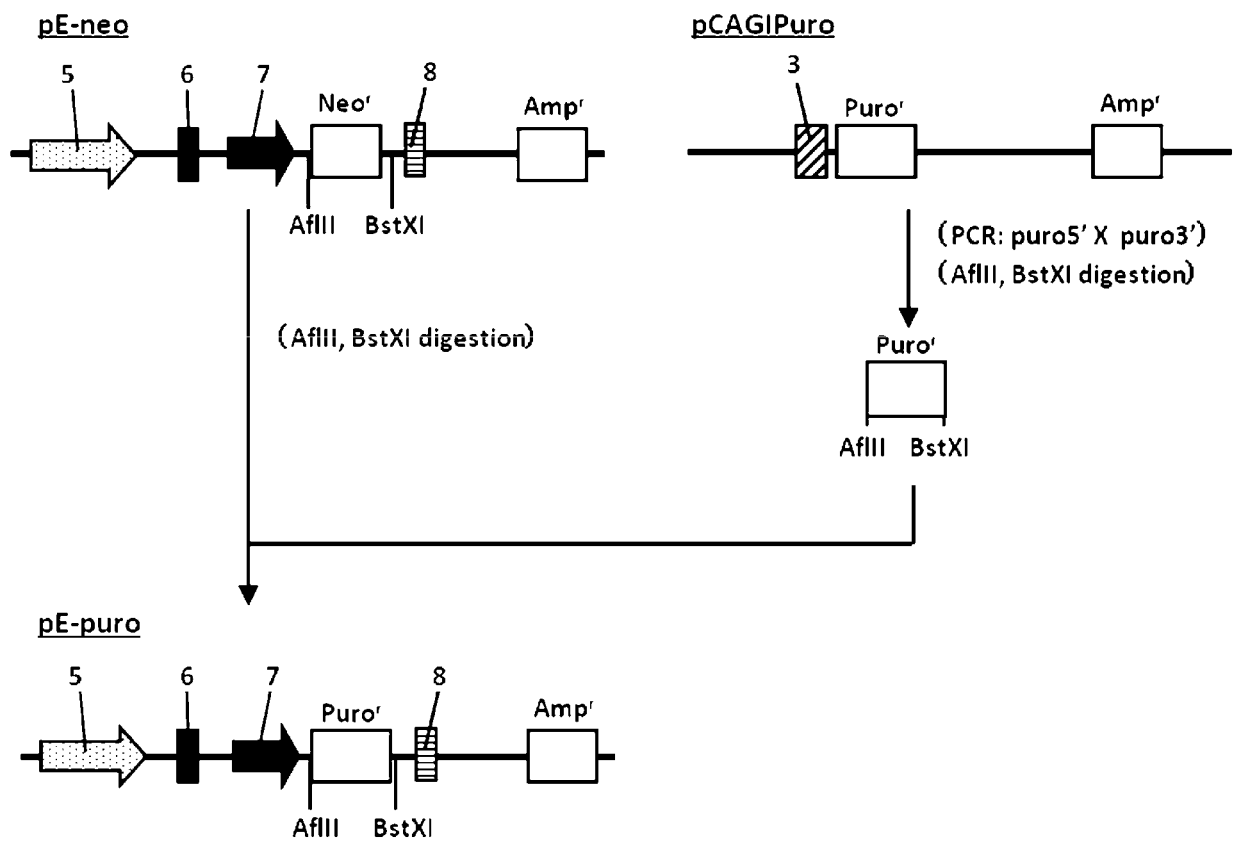 pE-neo
5 6 7 Neoʳ 8 Ampʳ
AflII BstXI
pCAGIPuro
3 Puroʳ Ampʳ
(PCR: puro5' X puro3')
(AflII, BstXI digestion)
Puroʳ
AflII BstXI
(AflII, BstXI digestion)
pE-puro
5 6 7 Puroʳ 8 Ampʳ
AflII BstXI